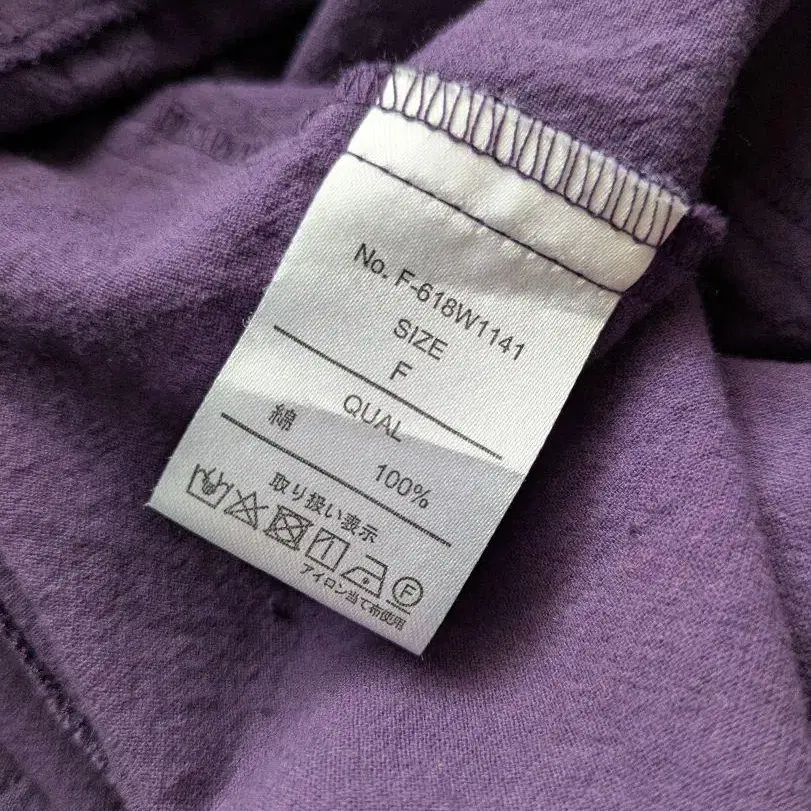 No. F-618W1141
SIZE
F
QUAL
綿 100%
取り扱い表示
F
アイロン当て布使用